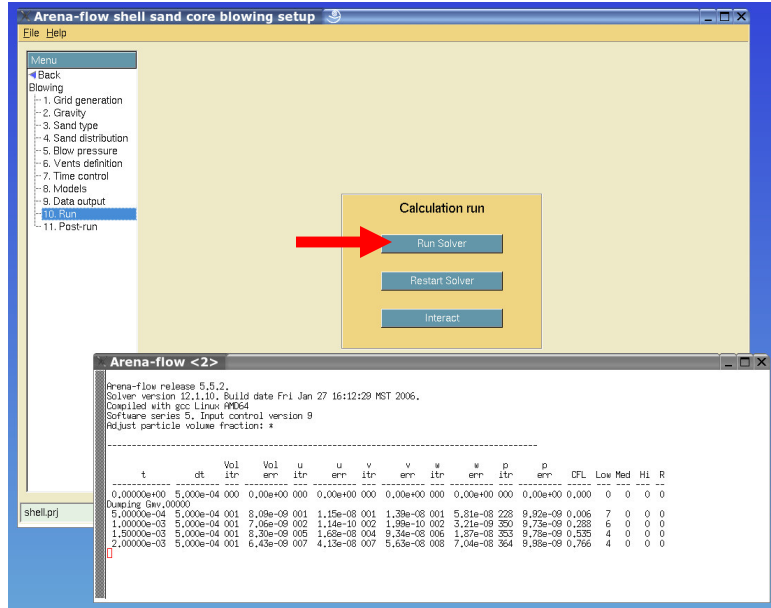 Arena-flow shell sand core blowing setup
File Help
Menu
Back
Blowing
1. Grid generation
2. Gravity
3. Sand type
4. Sand distribution
5. Blow pressure
6. Vents definition
7. Time control
8. Models
9. Data output
10. Run
11. Post-run
Calculation run
Run Solver
Restart Solver
Interact
shell.prj
Arena-flow <2>
Arena-flow release 5.5.2.
Solver version 12.1.10. Build date Fri Jan 27 16:12:29 MST 2006.
Compiled with gcc Linux AMD64
Software series 5. Input control version 9
Adjust particle volume fraction: *
Vol Vol u u v v w w p p
t dt itr err itr err itr err itr err itr err CFL Low Med Hi R
0.00000e+00 5.000e-04 000 0.00e+00 000 0.00e+00 000 0.00e+00 000 0.00e+00 000 0.00e+00 0.000 0 0 0 0
Dumping Gmv.00000
5.00000e-04 5.000e-04 001 8.09e-09 001 1.15e-08 001 1.39e-08 001 5.81e-08 228 9.92e-09 0.006 7 0 0 0
1.00000e-03 5.000e-04 001 7.06e-09 002 1.14e-10 002 1.99e-10 002 3.21e-09 350 9.73e-09 0.288 6 0 0 0
1.50000e-03 5.000e-04 001 8.30e-09 005 1.68e-08 004 9.34e-08 006 1.87e-08 353 9.78e-09 0.535 4 0 0 0
2.00000e-03 5.000e-04 001 6.43e-09 007 4.13e-08 007 5.63e-08 008 7.04e-08 364 9.98e-09 0.766 4 0 0 0